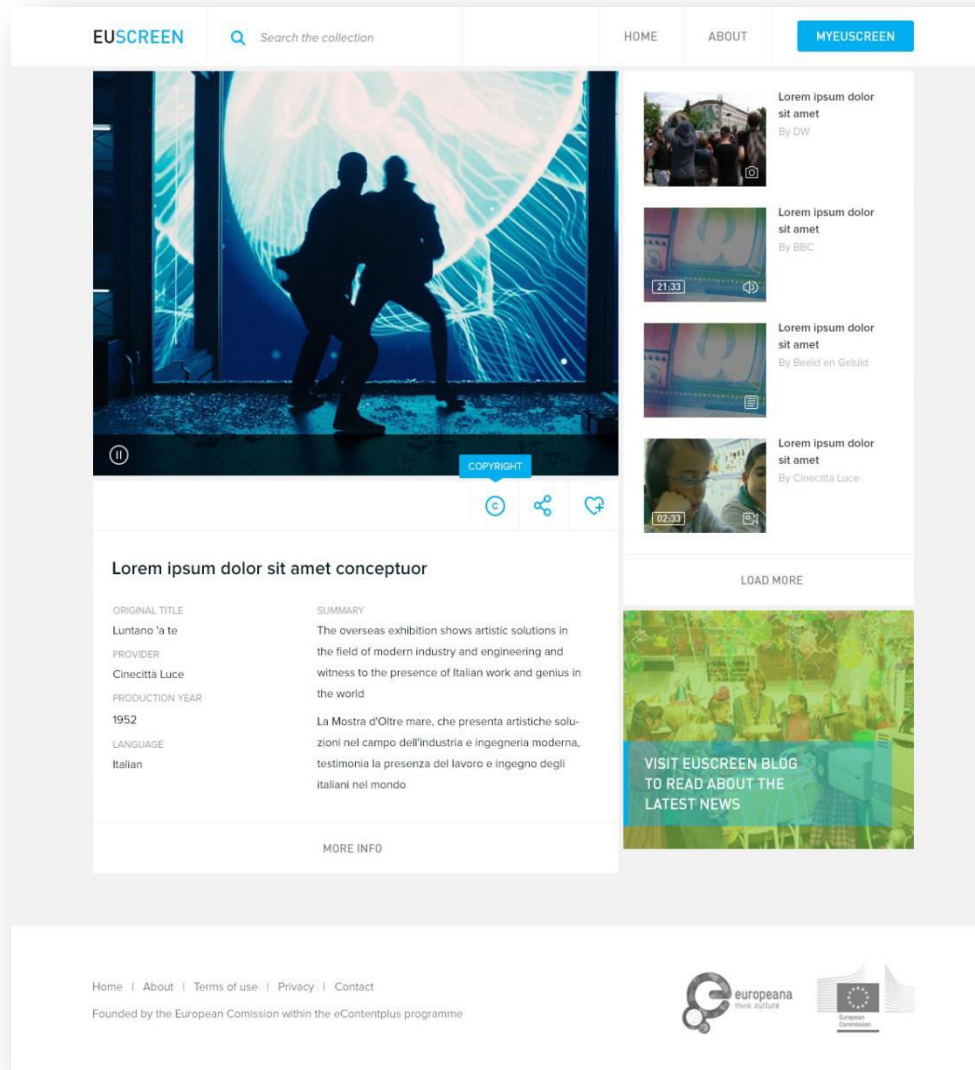 EUSCREEN
Search the collection
HOME
ABOUT
MYEUSCREEN
COPYRIGHT
Lorem ipsum dolor sit amet conceptuor
ORIGINAL TITLE
Luntano 'a te
PROVIDER
Cinecittà Luce
PRODUCTION YEAR
1952
LANGUAGE
Italian
SUMMARY
The overseas exhibition shows artistic solutions in
the field of modern industry and engineering and
witness to the presence of Italian work and genius in
the world
La Mostra d'Oltre mare, che presenta artistiche solu-
zioni nel campo dell'industria e ingegneria moderna,
testimonia la presenza del lavoro e ingegno degli
italiani nel mondo
MORE INFO
Lorem ipsum dolor
sit amet
By DW
Lorem ipsum dolor
sit amet
By BBC
21:33
Lorem ipsum dolor
sit amet
By Beeld en Geluid
Lorem ipsum dolor
sit amet
By Cinecitta Luce
02:33
LOAD MORE
VISIT EUSCREEN BLOG
TO READ ABOUT THE
LATEST NEWS
Home | About | Terms of use | Privacy | Contact
Founded by the European Comission within the eContentplus programme
europeana
think culture
European
Commission